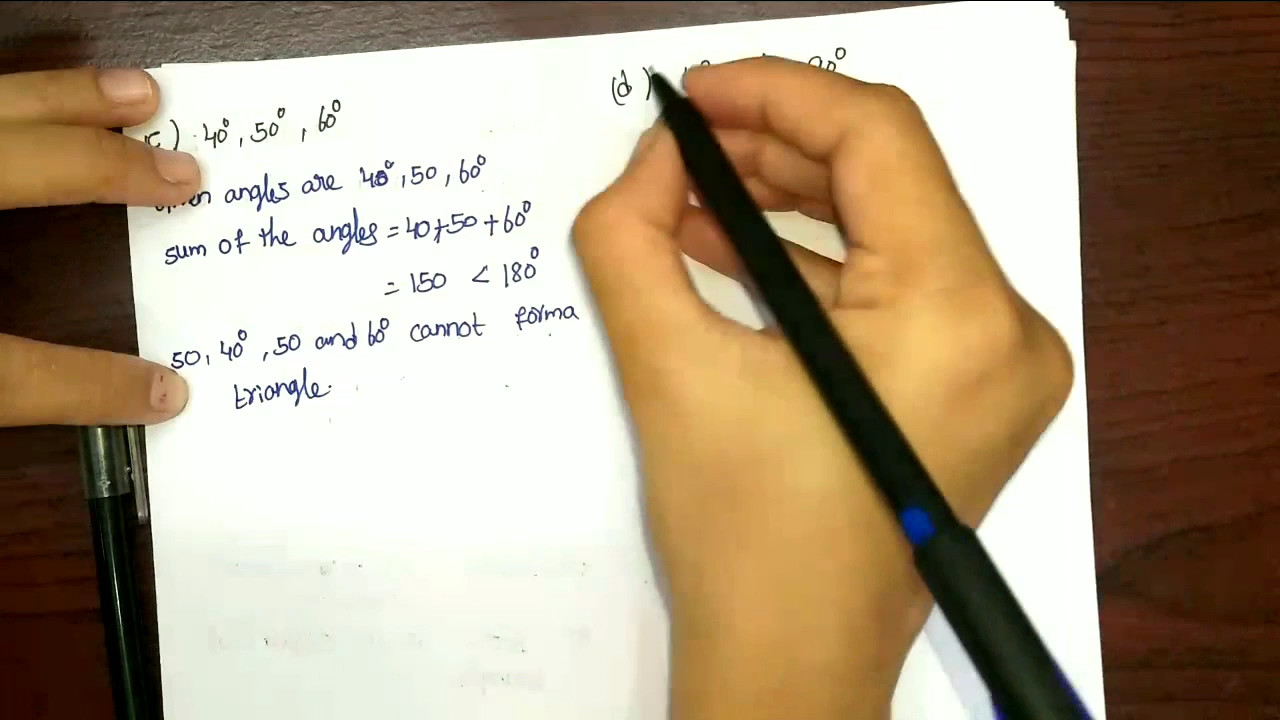 c) 40°, 50°, 60°
angles are 40°, 50, 60°
sum of the angles = 40+50+60°
= 150 < 180°
50, 40°, 50 and 60° cannot forma
triangle.
(d)